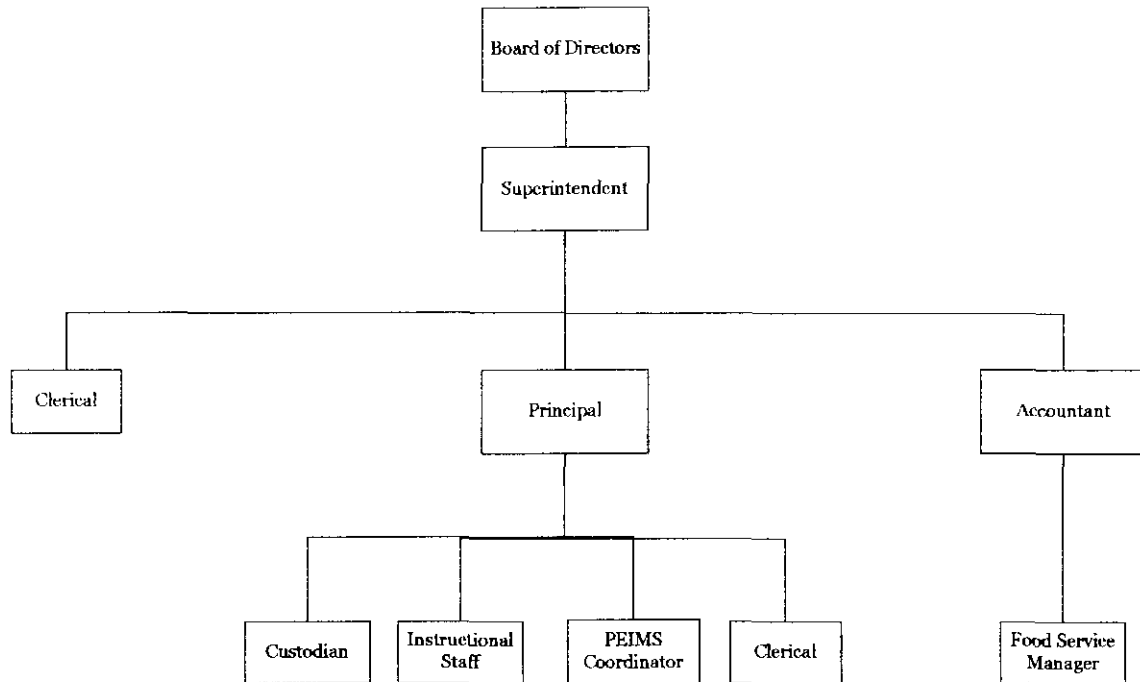 Board of Directors
Superintendent
Clerical
Principal
Accountant
Custodian
Instructional
Staff
PEIMS
Coordinator
Clerical
Food Service
Manager